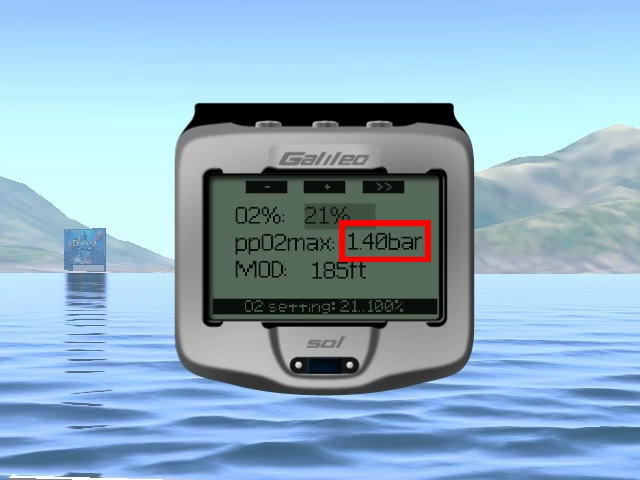 Galileo
- + >>
O2%: 21%
ppO2max: 1.40bar
MOD: 185ft
O2 setting: 21..100%
sol